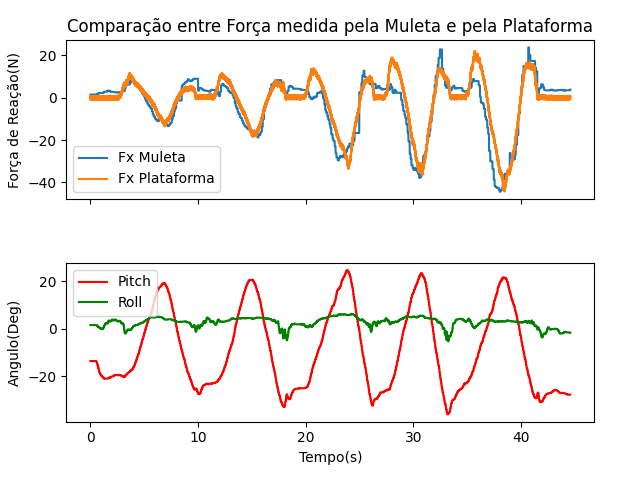 Comparação entre Força medida pela Muleta e pela Plataforma
Força de Reação(N)
20
0
−20
−40
Fx Muleta
Fx Plataforma
Angulo(Deg)
20
0
−20
Pitch
Roll
0 10 20 30 40
Tempo(s)